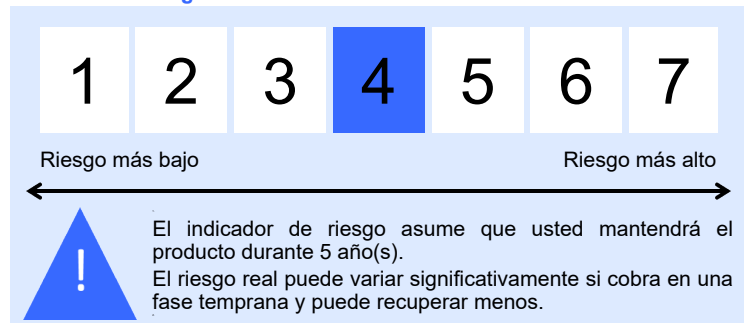 1 2 3 4 5 6 7
Riesgo más bajo Riesgo más alto
El indicador de riesgo asume que usted mantendrá el
producto durante 5 año(s).
El riesgo real puede variar significativamente si cobra en una
fase temprana y puede recuperar menos.
!